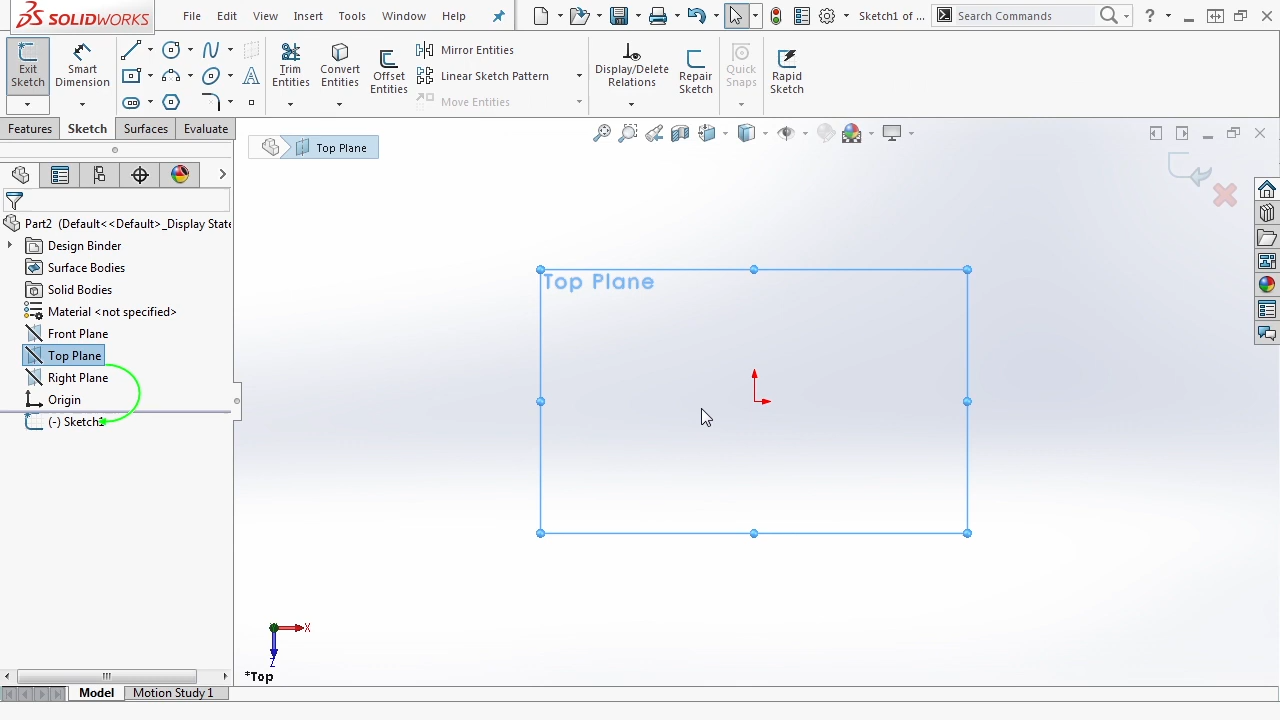 SOLIDWORKS
File Edit View Insert Tools Window Help
Sketch1 of ...
Search Commands
Exit Sketch
Smart Dimension
Trim Entities
Convert Entities
Offset Entities
Mirror Entities
Linear Sketch Pattern
Move Entities
Display/Delete Relations
Repair Sketch
Quick Snaps
Rapid Sketch
Features Sketch Surfaces Evaluate
Top Plane
Part2 (Default<<Default>_Display State
Design Binder
Surface Bodies
Solid Bodies
Material <not specified>
Front Plane
Top Plane
Right Plane
Origin
(-) Sketch1
Top Plane
X
Z
*Top
Model Motion Study 1